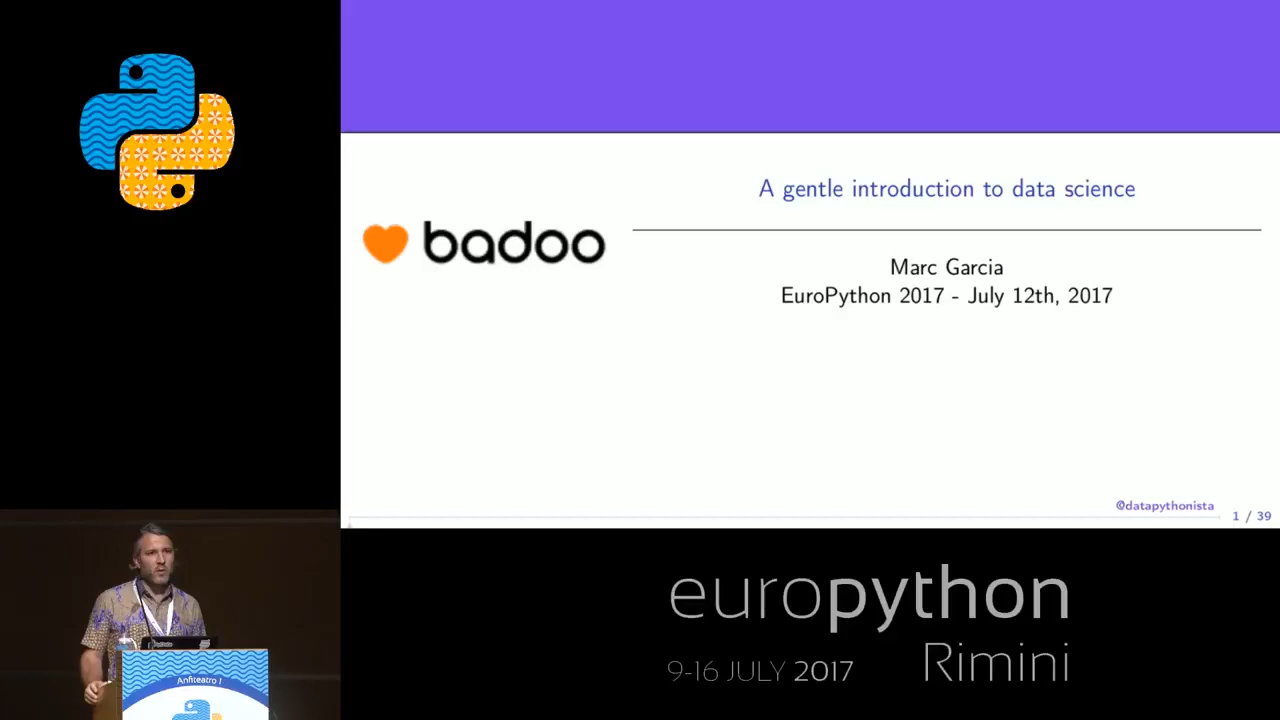 A gentle introduction to data science
badoo
Marc Garcia
EuroPython 2017 - July 12th, 2017
@datapythonista
1 / 39
europython
9-16 JULY 2017
Rimini
Anfiteatro 1